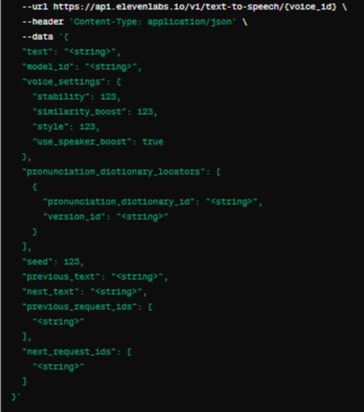 --url https://api.elevenlabs.io/v1/text-to-speech/{voice_id} \
--header 'Content-Type: application/json' \
--data '{
"text": "<string>",
"model_id": "<string>",
"voice_settings": {
"stability": 123,
"similarity_boost": 123,
"style": 123,
"use_speaker_boost": true
},
"pronunciation_dictionary_locators": [
{
"pronunciation_dictionary_id": "<string>",
"version_id": "<string>"
}
],
"seed": 123,
"previous_text": "<string>",
"next_text": "<string>",
"previous_request_ids": [
"<string>"
],
"next_request_ids": [
"<string>"
]
}'